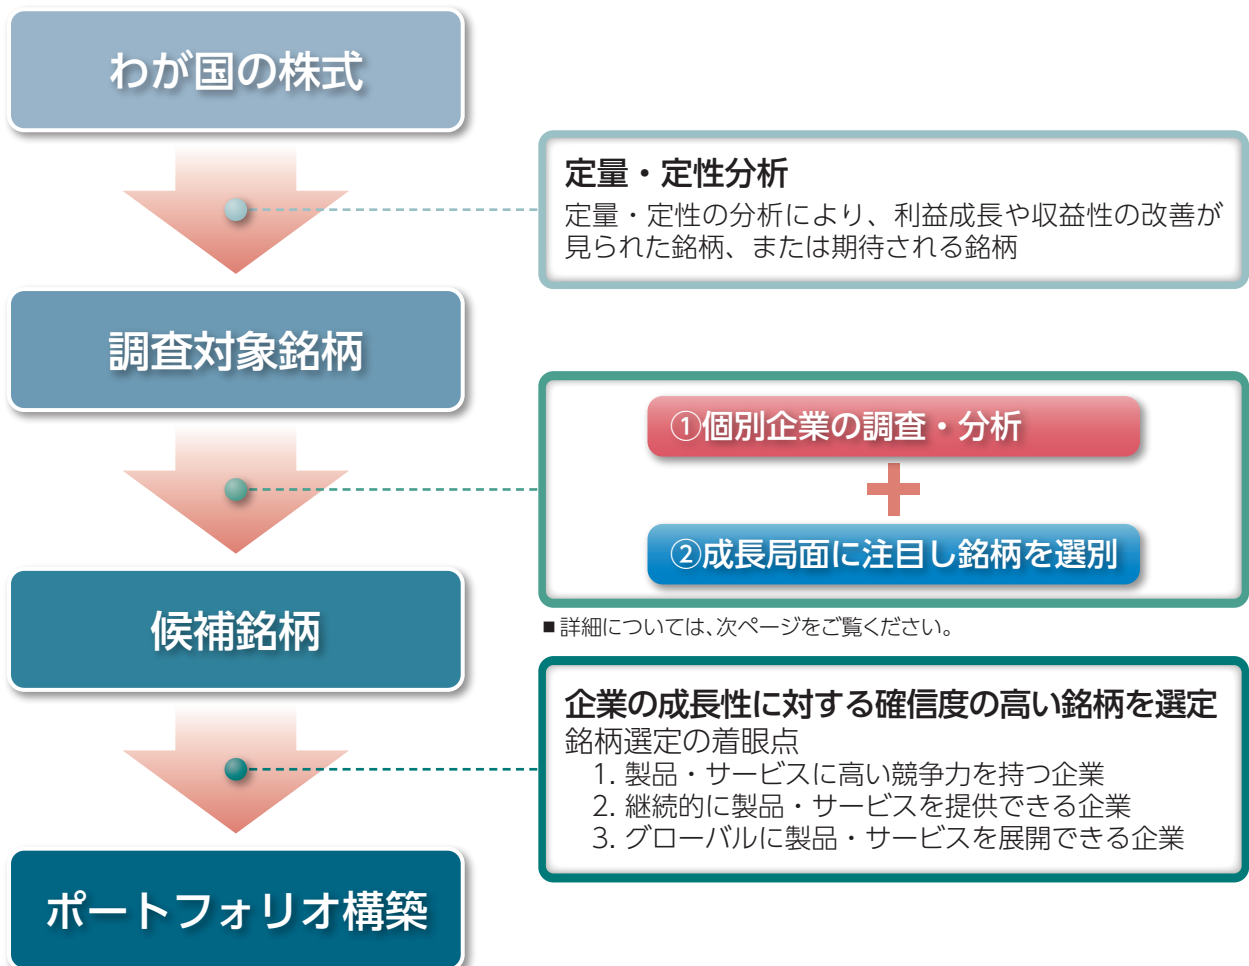 わが国の株式
定量・定性分析
定量・定性の分析により、利益成長や収益性の改善が
見られた銘柄、または期待される銘柄
調査対象銘柄
①個別企業の調査・分析
+
②成長局面に注目し銘柄を選別
■詳細については、次ページをご覧ください。
候補銘柄
企業の成長性に対する確信度の高い銘柄を選定
銘柄選定の着眼点
1. 製品・サービスに高い競争力を持つ企業
2. 継続的に製品・サービスを提供できる企業
3. グローバルに製品・サービスを展開できる企業
ポートフォリオ構築